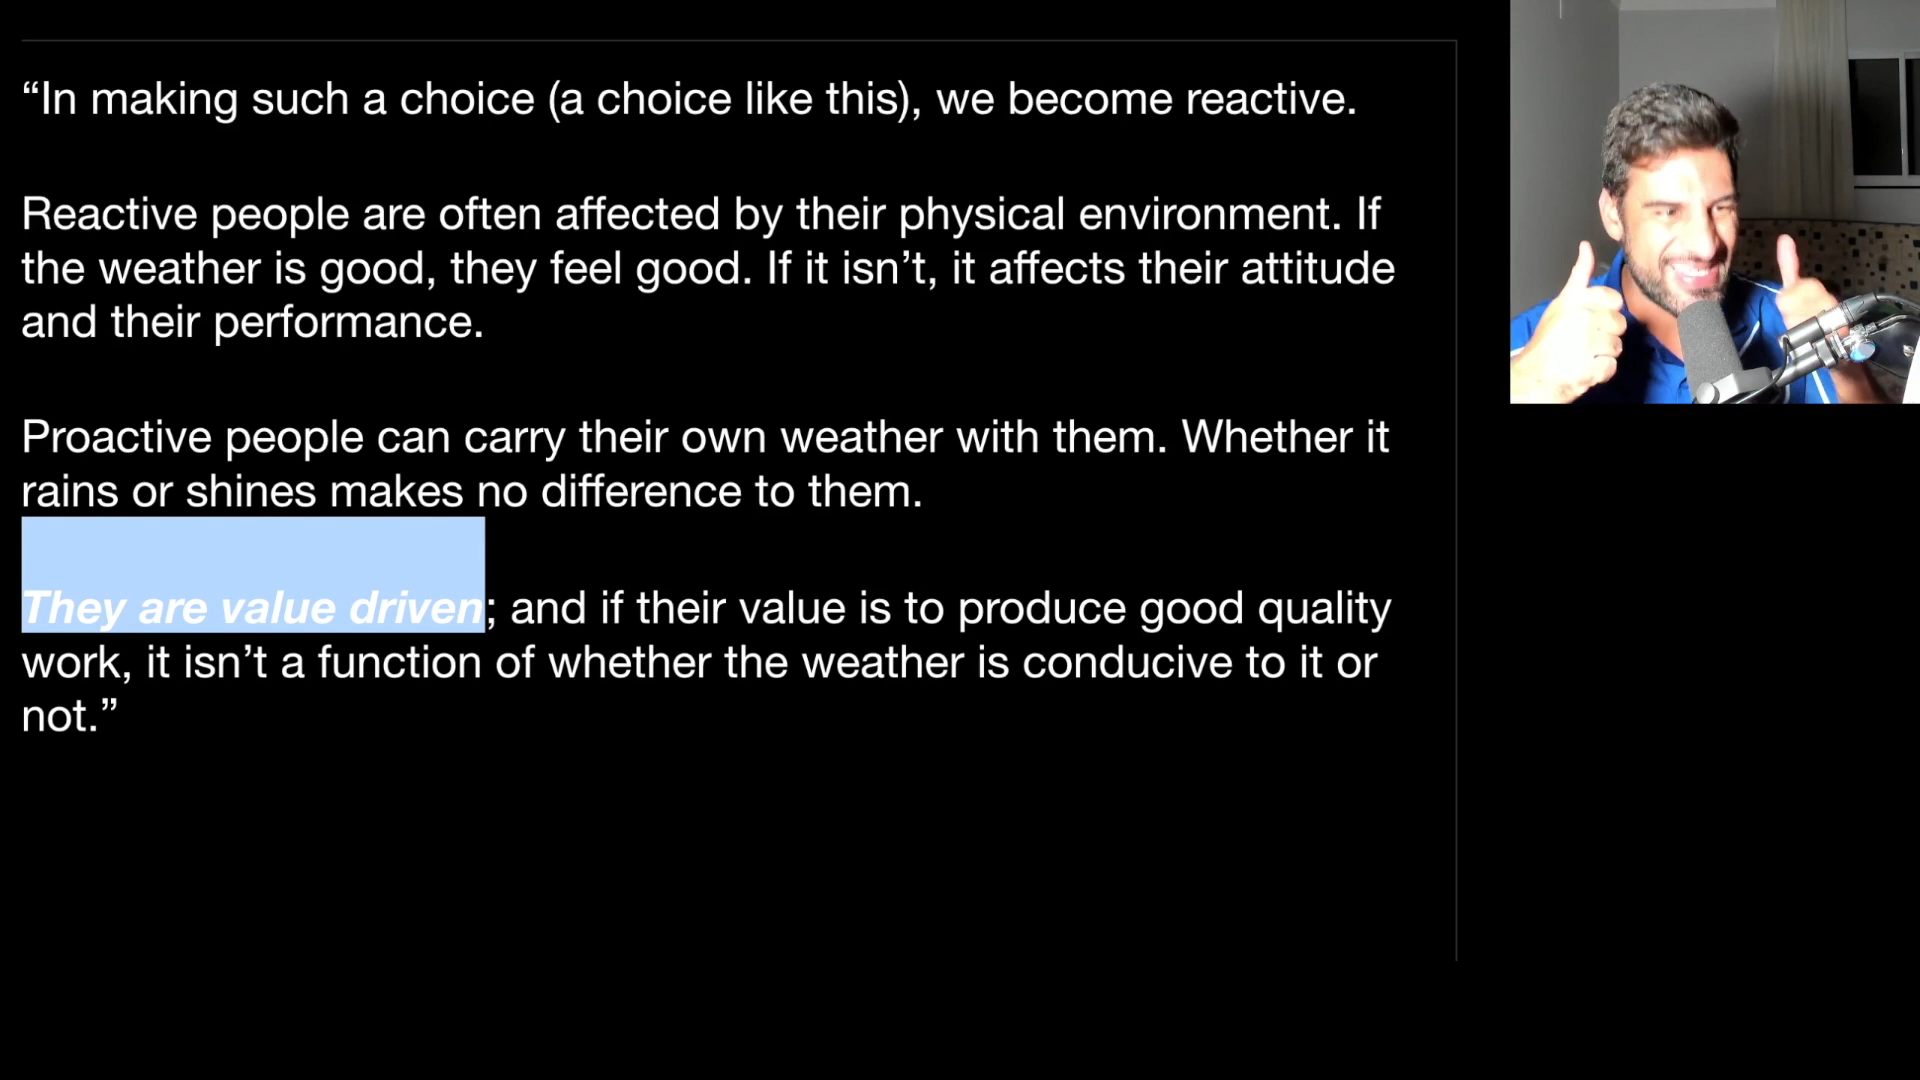 “In making such a choice (a choice like this), we become reactive.
Reactive people are often affected by their physical environment. If
the weather is good, they feel good. If it isn’t, it affects their attitude
and their performance.
Proactive people can carry their own weather with them. Whether it
rains or shines makes no difference to them.
They are value driven; and if their value is to produce good quality
work, it isn’t a function of whether the weather is conducive to it or
not.”